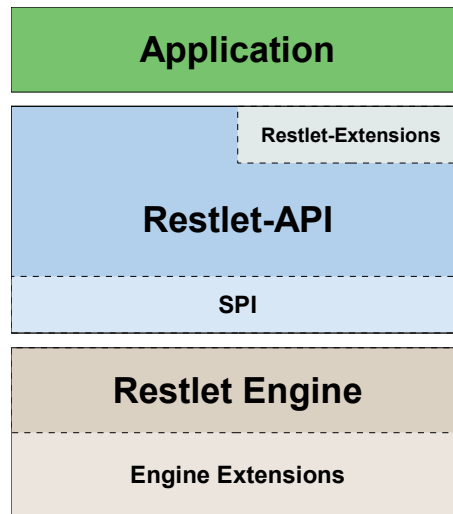 Application
Restlet-Extensions
Restlet-API
SPI
Restlet Engine
Engine Extensions